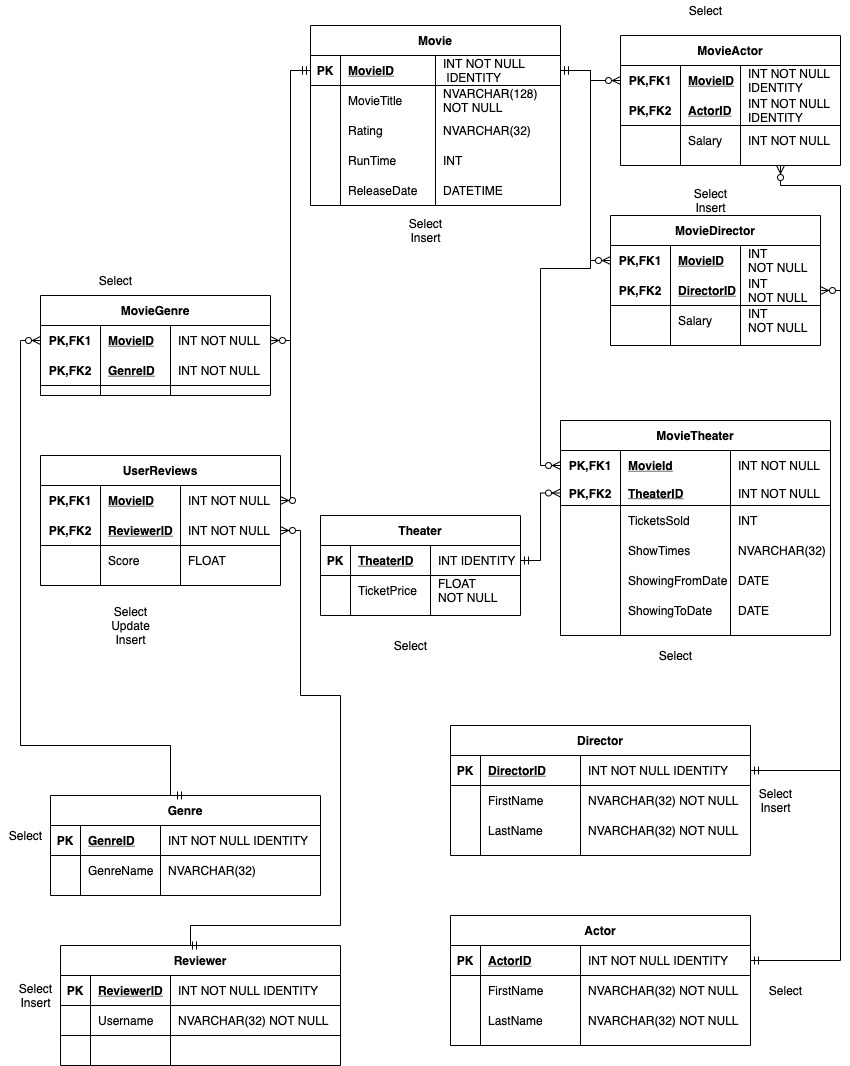 Select
Movie
PK MovieID INT NOT NULL
IDENTITY
MovieTitle NVARCHAR(128)
NOT NULL
Rating NVARCHAR(32)
RunTime INT
ReleaseDate DATETIME
Select
Insert
MovieActor
PK,FK1 MovieID INT NOT NULL
IDENTITY
PK,FK2 ActorID INT NOT NULL
IDENTITY
Salary INT NOT NULL
Select
Insert
MovieDirector
PK,FK1 MovieID INT
NOT NULL
PK,FK2 DirectorID INT
NOT NULL
Salary INT
NOT NULL
Select
MovieGenre
PK,FK1 MovieID INT NOT NULL
PK,FK2 GenreID INT NOT NULL
UserReviews
PK,FK1 MovieID INT NOT NULL
PK,FK2 ReviewerID INT NOT NULL
Score FLOAT
Select
Update
Insert
Theater
PK TheaterID INT IDENTITY
TicketPrice FLOAT
NOT NULL
Select
MovieTheater
PK,FK1 MovieId INT NOT NULL
PK,FK2 TheaterID INT NOT NULL
TicketsSold INT
ShowTimes NVARCHAR(32)
ShowingFromDate DATE
ShowingToDate DATE
Select
Director
PK DirectorID INT NOT NULL IDENTITY
FirstName NVARCHAR(32) NOT NULL
LastName NVARCHAR(32) NOT NULL
Select
Insert
Genre
Select
PK GenreID INT NOT NULL IDENTITY
GenreName NVARCHAR(32)
Actor
PK ActorID INT NOT NULL IDENTITY
FirstName NVARCHAR(32) NOT NULL
LastName NVARCHAR(32) NOT NULL
Select
Reviewer
Select
Insert
PK ReviewerID INT NOT NULL IDENTITY
Username NVARCHAR(32) NOT NULL